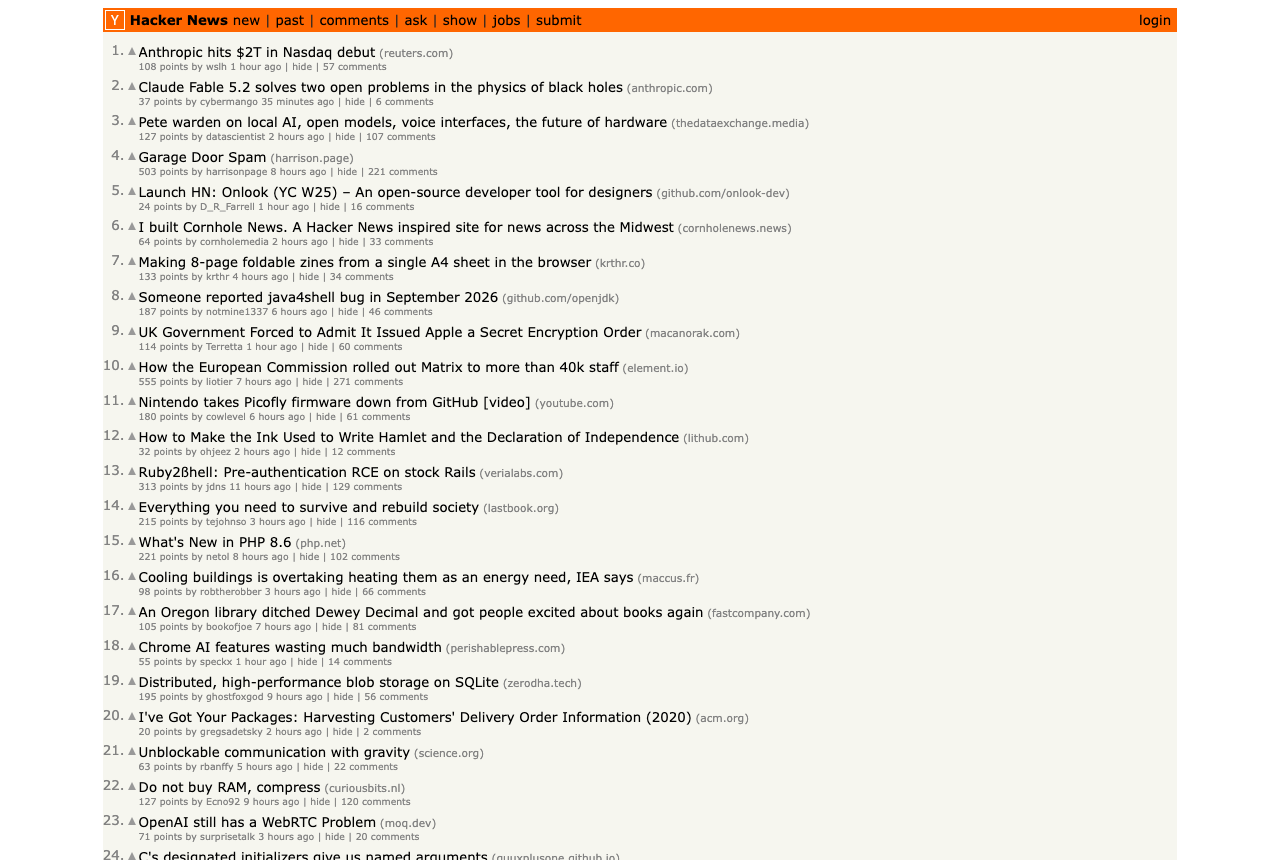 Y Hacker News new | past | comments | ask | show | jobs | submit login
1. ▲ Anthropic hits $2T in Nasdaq debut (reuters.com)
108 points by wslh 1 hour ago | hide | 57 comments
2. ▲ Claude Fable 5.2 solves two open problems in the physics of black holes (anthropic.com)
37 points by cybermango 35 minutes ago | hide | 6 comments
3. ▲ Pete warden on local AI, open models, voice interfaces, the future of hardware (thedataexchange.media)
127 points by datascientist 2 hours ago | hide | 107 comments
4. ▲ Garage Door Spam (harrison.page)
503 points by harrisonpage 8 hours ago | hide | 221 comments
5. ▲ Launch HN: Onlook (YC W25) – An open-source developer tool for designers (github.com/onlook-dev)
24 points by D_R_Farrell 1 hour ago | hide | 16 comments
6. ▲ I built Cornhole News. A Hacker News inspired site for news across the Midwest (cornholenews.news)
64 points by cornholemedia 2 hours ago | hide | 33 comments
7. ▲ Making 8-page foldable zines from a single A4 sheet in the browser (krthr.co)
133 points by krthr 4 hours ago | hide | 34 comments
8. ▲ Someone reported java4shell bug in September 2026 (github.com/openjdk)
187 points by notmine1337 6 hours ago | hide | 46 comments
9. ▲ UK Government Forced to Admit It Issued Apple a Secret Encryption Order (macanorak.com)
114 points by Terretta 1 hour ago | hide | 60 comments
10. ▲ How the European Commission rolled out Matrix to more than 40k staff (element.io)
555 points by liotier 7 hours ago | hide | 271 comments
11. ▲ Nintendo takes Picofly firmware down from GitHub [video] (youtube.com)
180 points by cowlevel 6 hours ago | hide | 61 comments
12. ▲ How to Make the Ink Used to Write Hamlet and the Declaration of Independence (lithub.com)
32 points by ohjeez 2 hours ago | hide | 12 comments
13. ▲ Ruby2ßhell: Pre-authentication RCE on stock Rails (verialabs.com)
313 points by jdns 11 hours ago | hide | 129 comments
14. ▲ Everything you need to survive and rebuild society (lastbook.org)
215 points by tejohnso 3 hours ago | hide | 116 comments
15. ▲ What's New in PHP 8.6 (php.net)
221 points by netol 8 hours ago | hide | 102 comments
16. ▲ Cooling buildings is overtaking heating them as an energy need, IEA says (maccus.fr)
98 points by robtherobber 3 hours ago | hide | 66 comments
17. ▲ An Oregon library ditched Dewey Decimal and got people excited about books again (fastcompany.com)
105 points by bookofjoe 7 hours ago | hide | 81 comments
18. ▲ Chrome AI features wasting much bandwidth (perishablepress.com)
55 points by speckx 1 hour ago | hide | 14 comments
19. ▲ Distributed, high-performance blob storage on SQLite (zerodha.tech)
195 points by ghostfoxgod 9 hours ago | hide | 56 comments
20. ▲ I've Got Your Packages: Harvesting Customers' Delivery Order Information (2020) (acm.org)
20 points by gregsadetsky 2 hours ago | hide | 2 comments
21. ▲ Unblockable communication with gravity (science.org)
63 points by rbanffy 5 hours ago | hide | 22 comments
22. ▲ Do not buy RAM, compress (curiousbits.nl)
127 points by Ecno92 9 hours ago | hide | 120 comments
23. ▲ OpenAI still has a WebRTC Problem (moq.dev)
71 points by surprisetalk 3 hours ago | hide | 20 comments
24. ▲ C's designated initializers give us named arguments (quuxplusone.github.io)